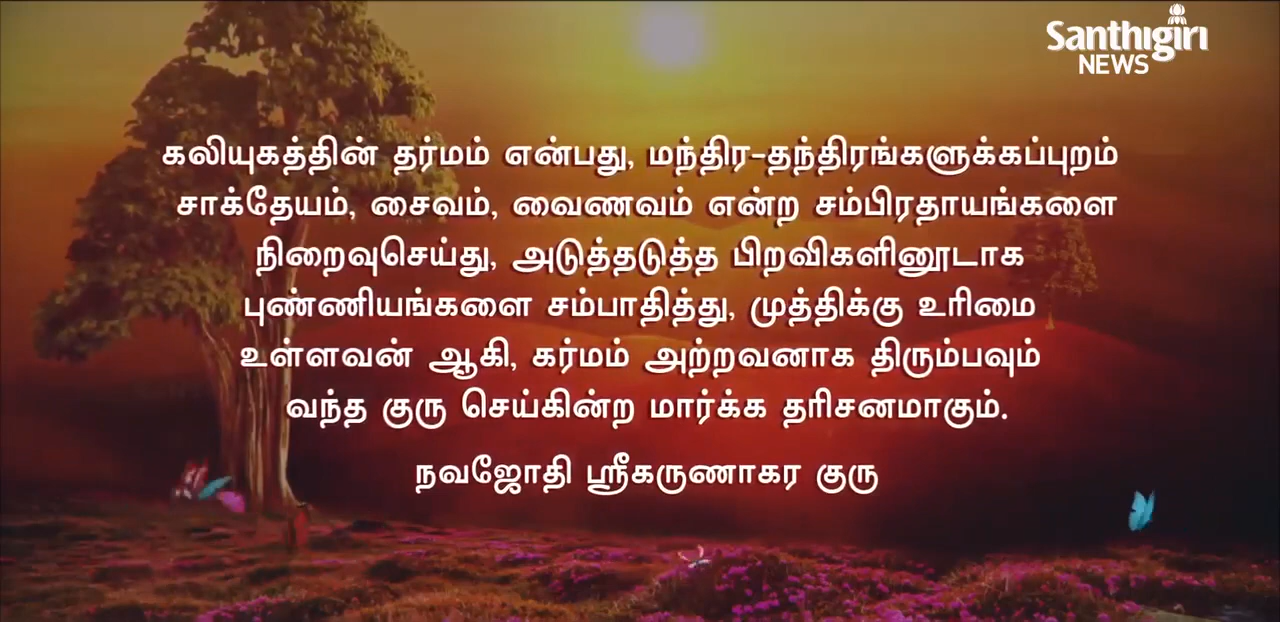 Santhigiri
NEWS
கலியுகத்தின் தர்மம் என்பது, மந்திர-தந்திரங்களுக்கப்புறம்
சாக்தேயம், சைவம், வைணவம் என்ற சம்பிரதாயங்களை
நிறைவுசெய்து, அடுத்தடுத்த பிறவிகளினூடாக
புண்ணியங்களை சம்பாதித்து, முத்திக்கு உரிமை
உள்ளவன் ஆகி, கர்மம் அற்றவனாக திரும்பவும்
வந்த குரு செய்கின்ற மார்க்க தரிசனமாகும்.
நவஜோதி ஸ்ரீகருணாகர குரு